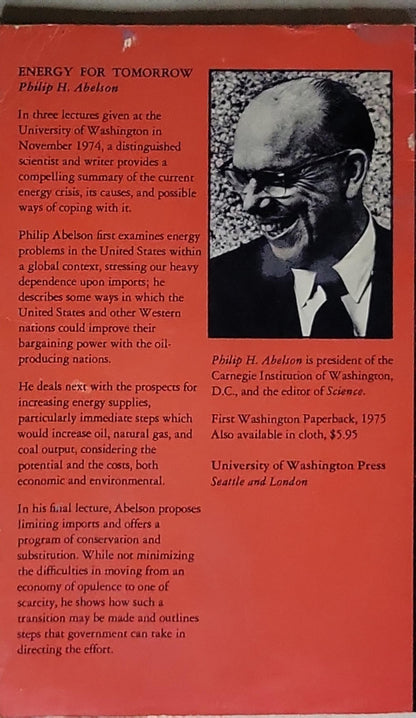 ENERGY FOR TOMORROW
Philip H. Abelson
In three lectures given at the
University of Washington in
November 1974, a distinguished
scientist and writer provides a
compelling summary of the current
energy crisis, its causes, and possible
ways of coping with it.
Philip Abelson first examines energy
problems in the United States within
a global context, stressing our heavy
dependence upon imports; he
describes some ways in which the
United States and other Western
nations could improve their
bargaining power with the oil-
producing nations.
He deals next with the prospects for
increasing energy supplies,
particularly immediate steps which
would increase oil, natural gas, and
coal output, considering the
potential and the costs, both
economic and environmental.
In his final lecture, Abelson proposes
limiting imports and offers a
program of conservation and
substitution. While not minimizing
the difficulties in moving from an
economy of opulence to one of
scarcity, he shows how such a
transition may be made and outlines
steps that government can take in
directing the effort.
Philip H. Abelson is president of the
Carnegie Institution of Washington,
D.C., and the editor of Science.
First Washington Paperback, 1975
Also available in cloth, $5.95
University of Washington Press
Seattle and London